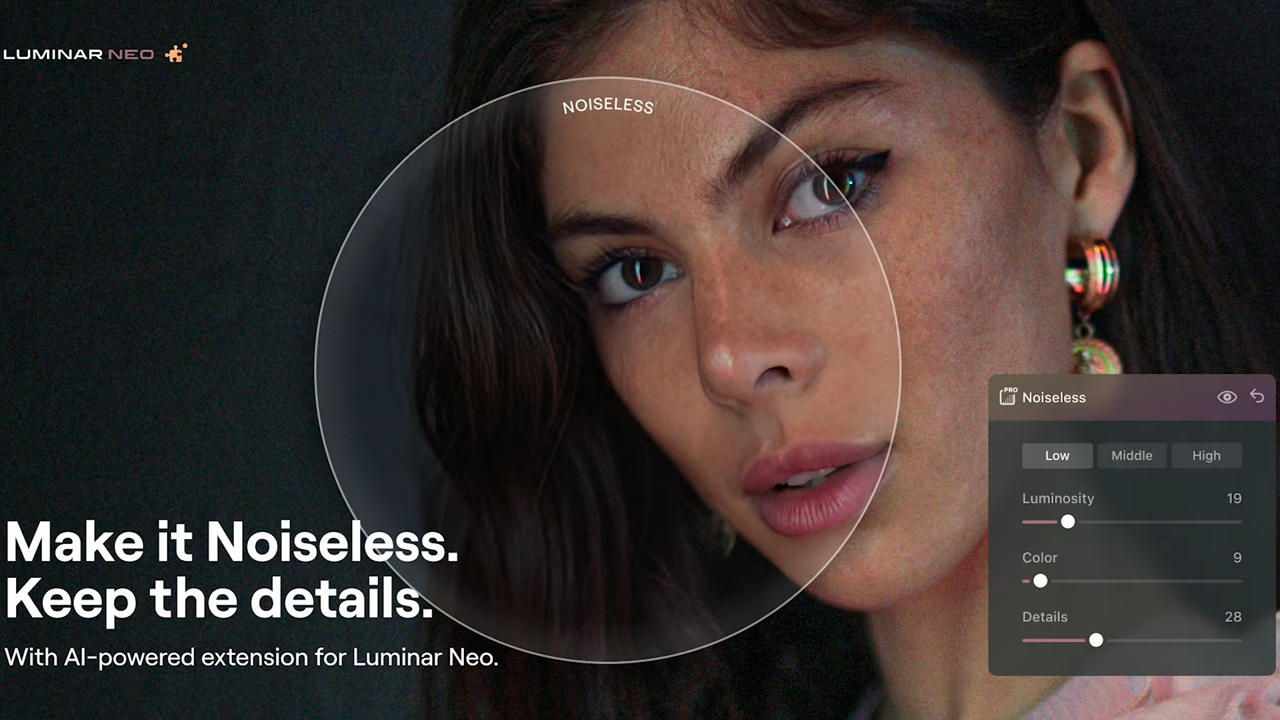 LUMINAR NEO
NOISELESS
Make it Noiseless.
Keep the details.
With AI-powered extension for Luminar Neo.
PRO
Noiseless
Low Middle High
Luminosity 19
Color 9
Details 28